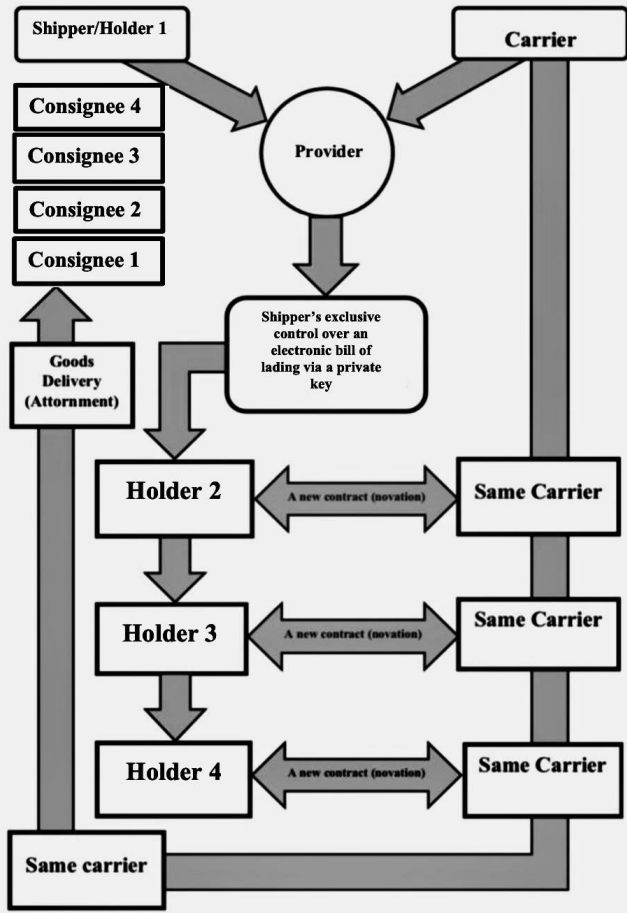 Shipper/Holder 1
Carrier
Consignee 4
Consignee 3
Consignee 2
Consignee 1
Provider
Shipper's exclusive
control over an
electronic bill of
lading via a private
key
Goods
Delivery
(Attornment)
Holder 2
A new contract (novation)
Same Carrier
Holder 3
A new contract (novation)
Same Carrier
Holder 4
A new contract (novation)
Same Carrier
Same carrier